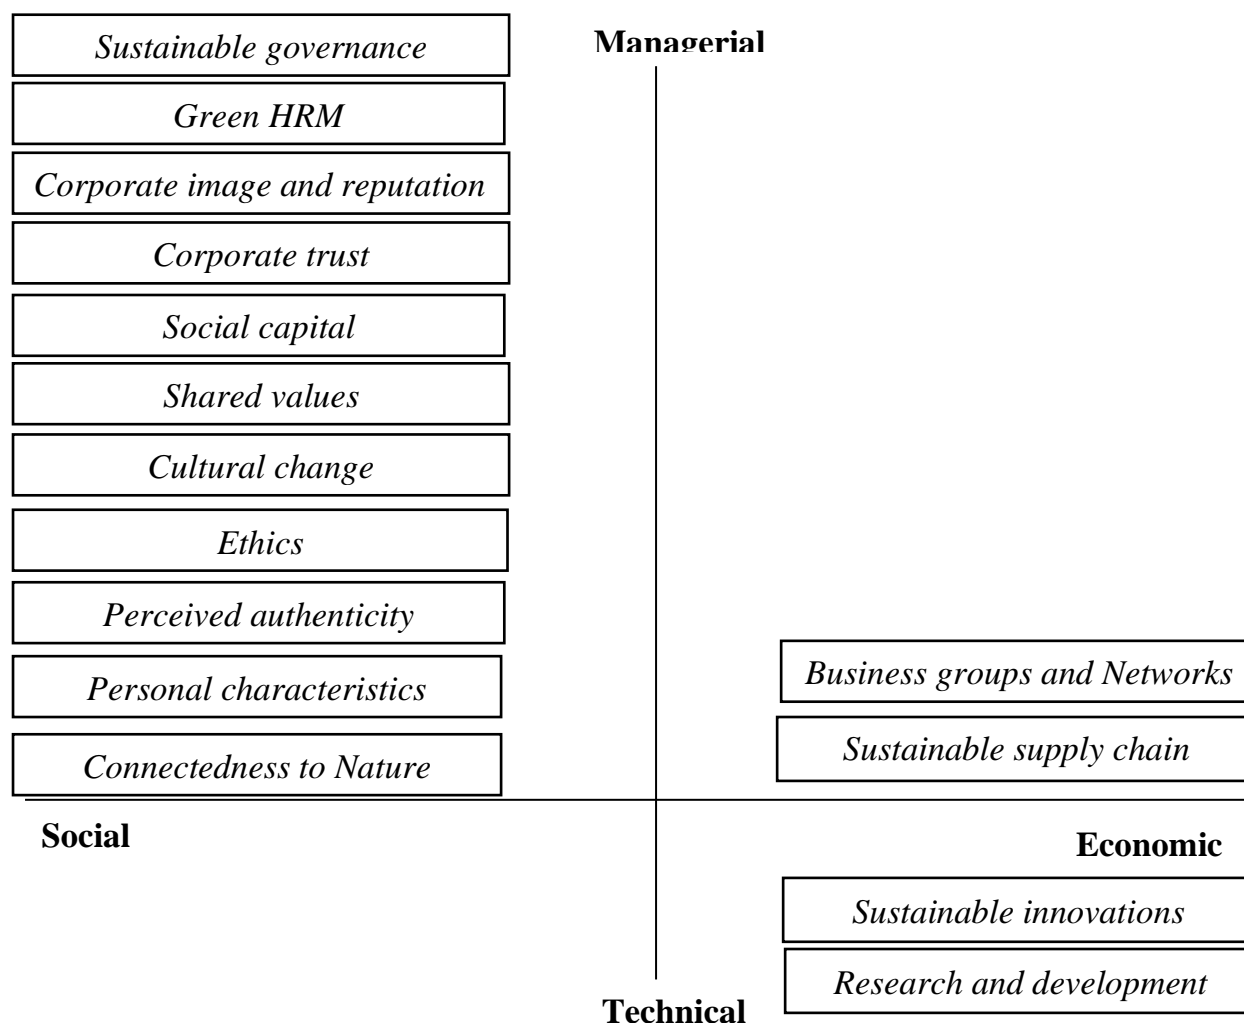 Sustainable governance
Managerial
Green HRM
Corporate image and reputation
Corporate trust
Social capital
Shared values
Cultural change
Ethics
Perceived authenticity
Personal characteristics
Business groups and Networks
Connectedness to Nature
Sustainable supply chain
Social
Economic
Sustainable innovations
Research and development
Technical